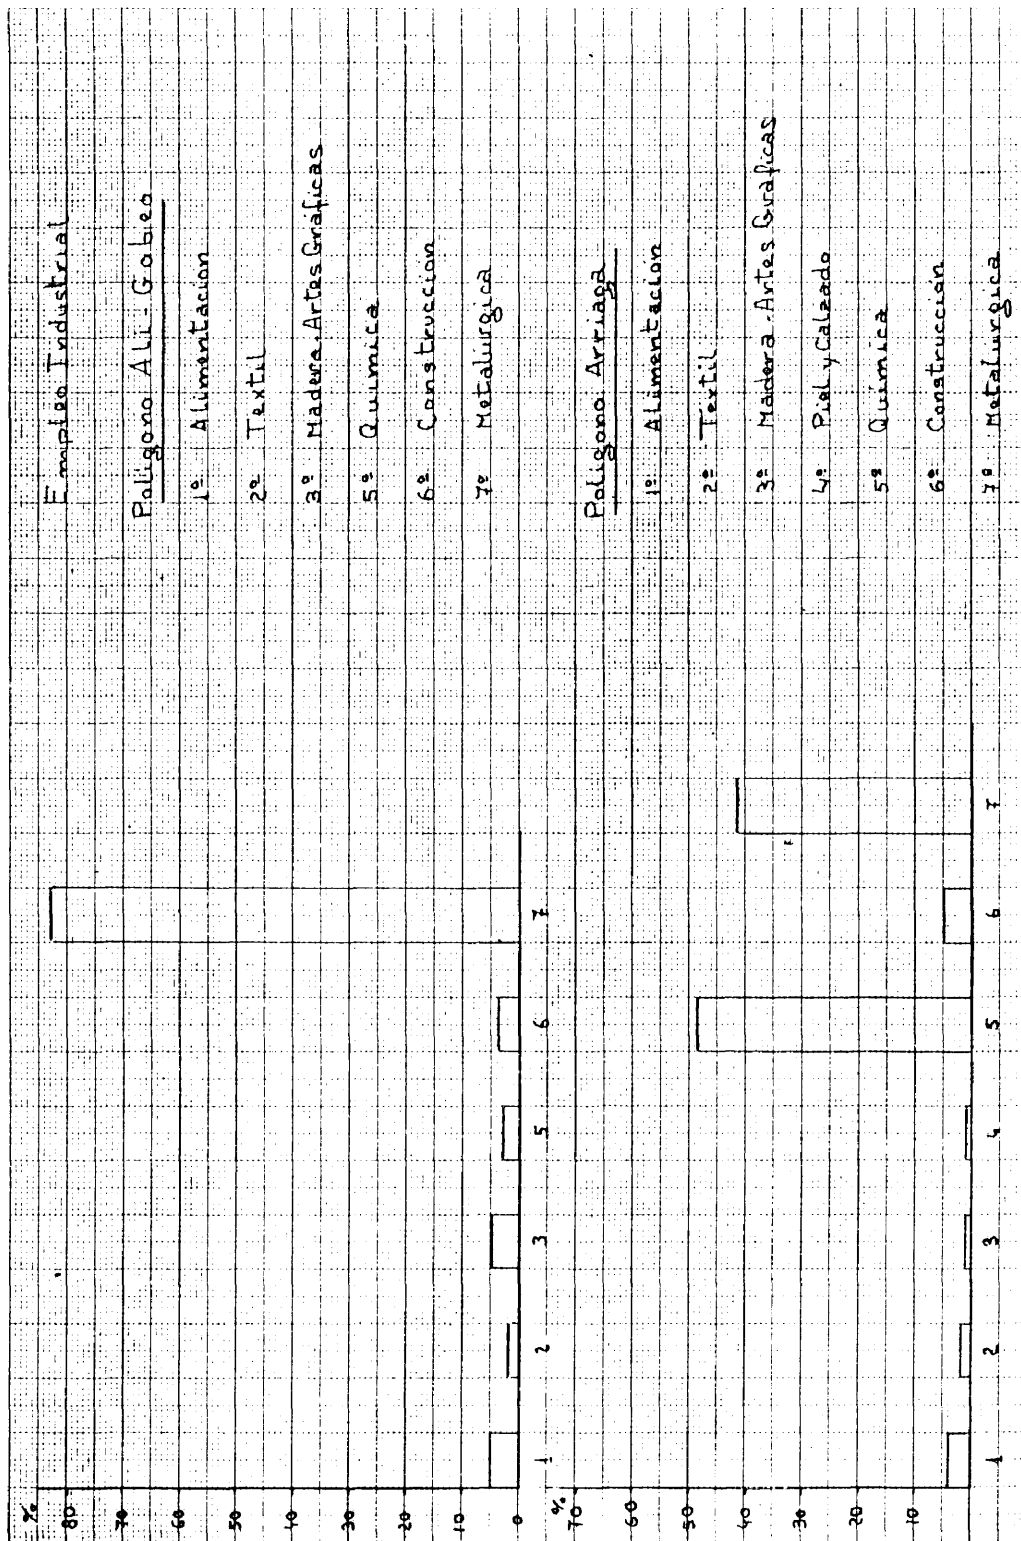 Empleo Industrial
Poligono Ali-Gobeo
1º Alimentacion
2º Textil
3º Madera. Artes Gráficas
5º Quimica
6º Construccion
7º Metalurgica
%
80
70
60
50
40
30
20
10
0
1 2 3 5 6 7
Poligono Arriaga
1º Alimentacion
2º Textil
3º Madera. Artes Graficas
4º Piel y Calzado
5º Quimica
6º Construccion
7º Metalurgica
%
70
60
50
40
30
20
10
1 2 3 4 5 6 7